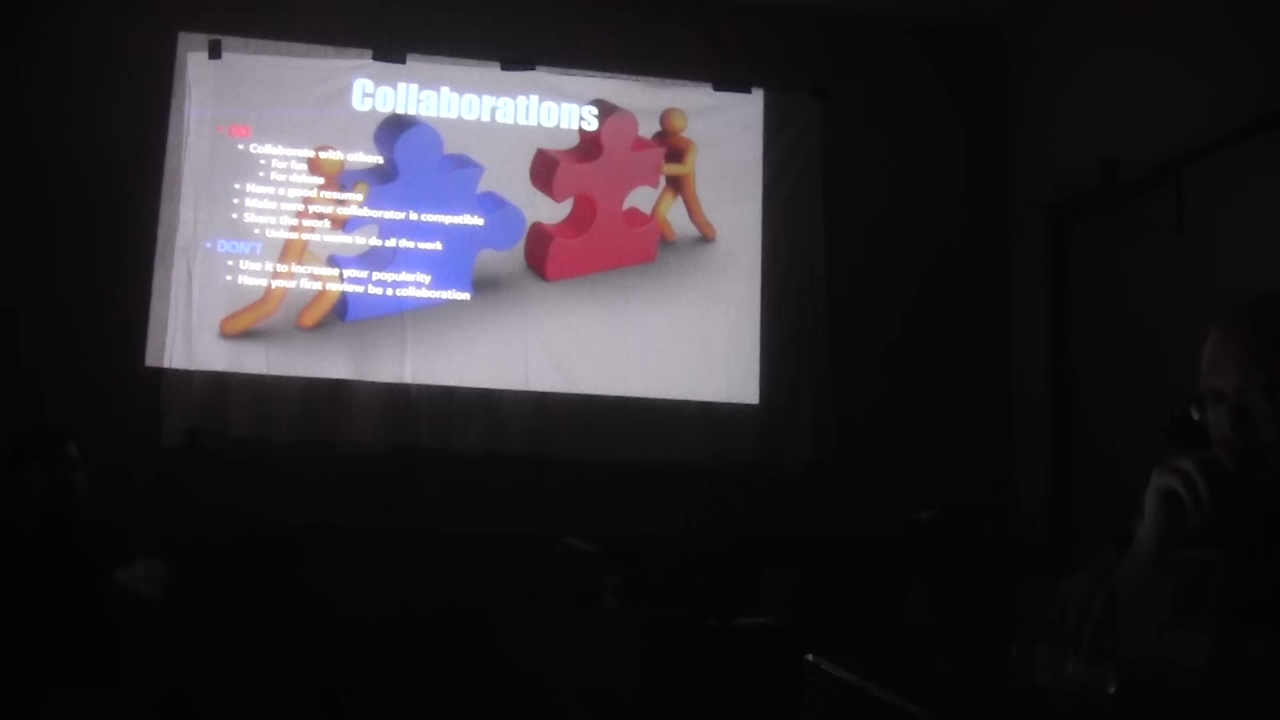 Collaborations
• DO
• Collaborate with others
• For fun
• For debate
• Have a good resume
• Make sure your collaborator is compatible
• Share the work
• Unless one wants to do all the work
• DON'T
• Use it to increase your popularity
• Have your first review be a collaboration